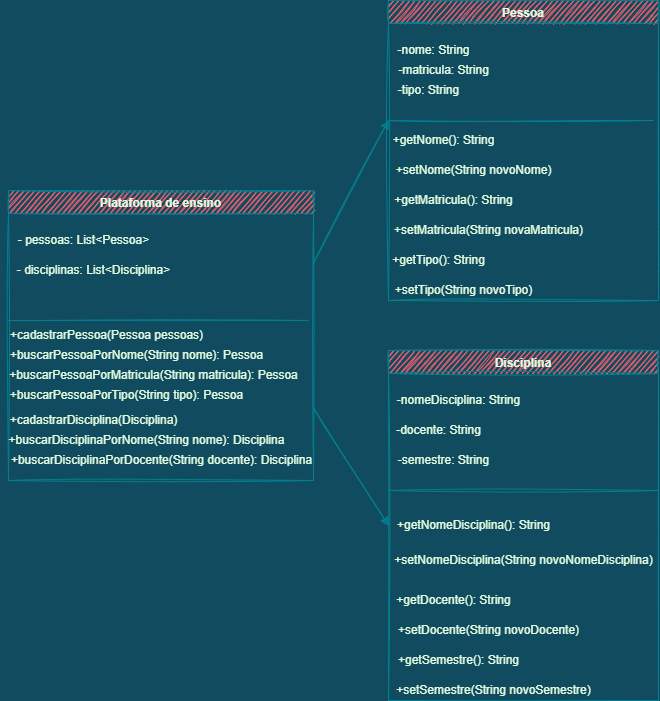 Pessoa
-nome: String
-matricula: String
-tipo: String
+getNome(): String
+setNome(String novoNome)
+getMatricula(): String
+setMatricula(String novaMatricula)
+getTipo(): String
+setTipo(String novoTipo)
Plataforma de ensino
- pessoas: List<Pessoa>
- disciplinas: List<Disciplina>
+cadastrarPessoa(Pessoa pessoas)
+buscarPessoaPorNome(String nome): Pessoa
+buscarPessoaPorMatricula(String matricula): Pessoa
+buscarPessoaPorTipo(String tipo): Pessoa
+cadastrarDisciplina(Disciplina)
+buscarDisciplinaPorNome(String nome): Disciplina
+buscarDisciplinaPorDocente(String docente): Disciplina
Disciplina
-nomeDisciplina: String
-docente: String
-semestre: String
+getNomeDisciplina(): String
+setNomeDisciplina(String novoNomeDisciplina)
+getDocente(): String
+setDocente(String novoDocente)
+getSemestre(): String
+setSemestre(String novoSemestre)